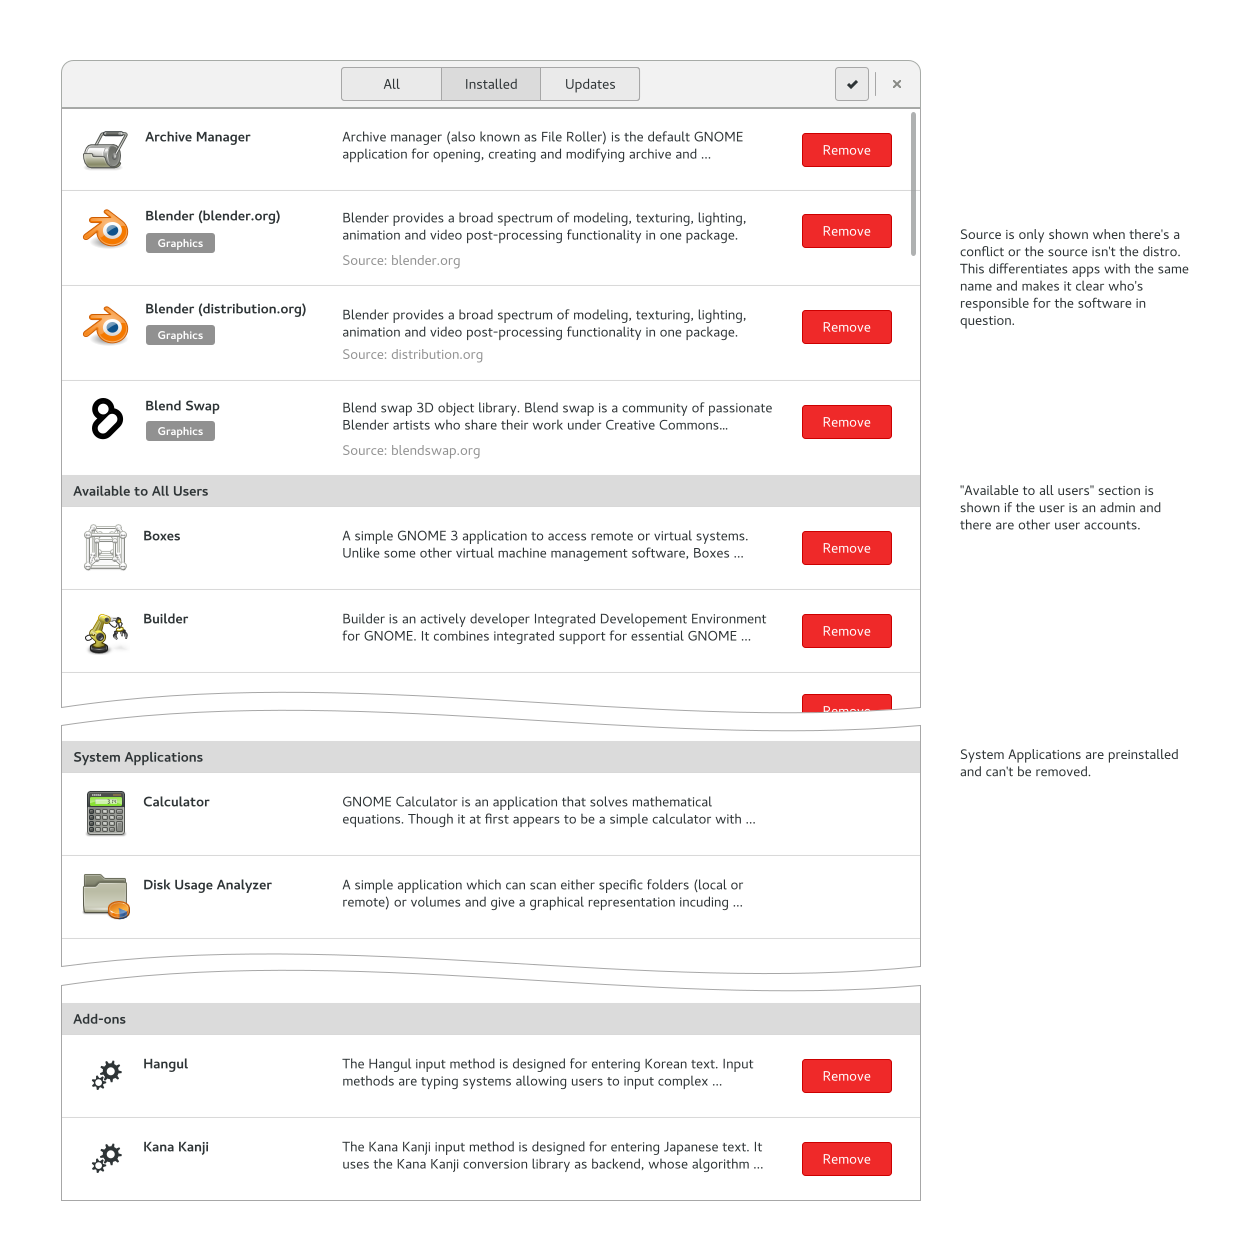 All
Installed
Updates
Archive Manager
Archive manager (also known as File Roller) is the default GNOME
application for opening, creating and modifying archive and ...
Remove
Blender (blender.org)
Graphics
Blender provides a broad spectrum of modeling, texturing, lighting,
animation and video post-processing functionality in one package.
Source: blender.org
Remove
Source is only shown when there's a
conflict or the source isn't the distro.
This differentiates apps with the same
name and makes it clear who's
responsible for the software in
question.
Blender (distribution.org)
Graphics
Blender provides a broad spectrum of modeling, texturing, lighting,
animation and video post-processing functionality in one package.
Source: distribution.org
Remove
Blend Swap
Graphics
Blend swap 3D object library. Blend swap is a community of passionate
Blender artists who share their work under Creative Commons...
Source: blendswap.org
Remove
Available to All Users
"Available to all users" section is
shown if the user is an admin and
there are other user accounts.
Boxes
A simple GNOME 3 application to access remote or virtual systems.
Unlike some other virtual machine management software, Boxes ...
Remove
Builder
Builder is an actively developer Integrated Developement Environment
for GNOME. It combines integrated support for essential GNOME ...
Remove
Remove
System Applications
System Applications are preinstalled
and can't be removed.
Calculator
GNOME Calculator is an application that solves mathematical
equations. Though it at first appears to be a simple calculator with ...
Disk Usage Analyzer
A simple application which can scan either specific folders (local or
remote) or volumes and give a graphical representation incuding ...
Add-ons
Hangul
The Hangul input method is designed for entering Korean text. Input
methods are typing systems allowing users to input complex ...
Remove
Kana Kanji
The Kana Kanji input method is designed for entering Japanese text. It
uses the Kana Kanji conversion library as backend, whose algorithm ...
Remove